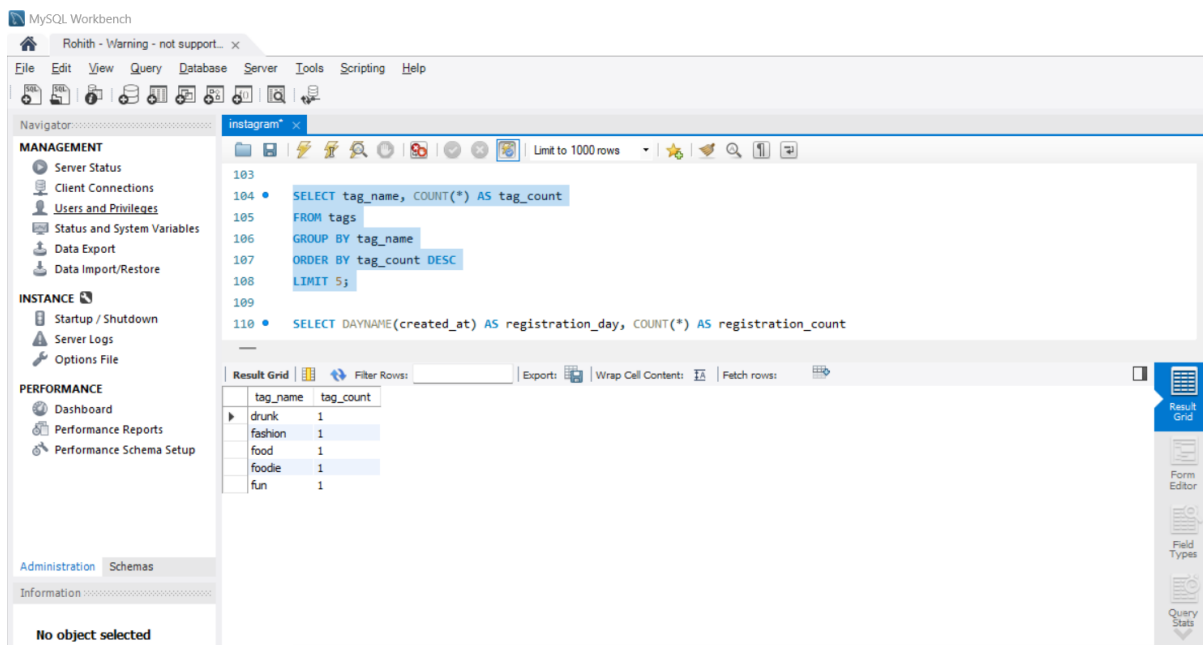 MySQL Workbench
Rohith - Warning - not support... ×
File Edit View Query Database Server Tools Scripting Help
Navigator
MANAGEMENT
Server Status
Client Connections
Users and Privileges
Status and System Variables
Data Export
Data Import/Restore
INSTANCE
Startup / Shutdown
Server Logs
Options File
PERFORMANCE
Dashboard
Performance Reports
Performance Schema Setup
Administration Schemas
Information
No object selected
instagram* ×
Limit to 1000 rows
103
104 SELECT tag_name, COUNT(*) AS tag_count
105 FROM tags
106 GROUP BY tag_name
107 ORDER BY tag_count DESC
108 LIMIT 5;
109
110 SELECT DAYNAME(created_at) AS registration_day, COUNT(*) AS registration_count
Result Grid Filter Rows: Export: Wrap Cell Content: Fetch rows:
tag_name tag_count
drunk 1
fashion 1
food 1
foodie 1
fun 1
Result
Grid
Form
Editor
Field
Types
Query
Stats